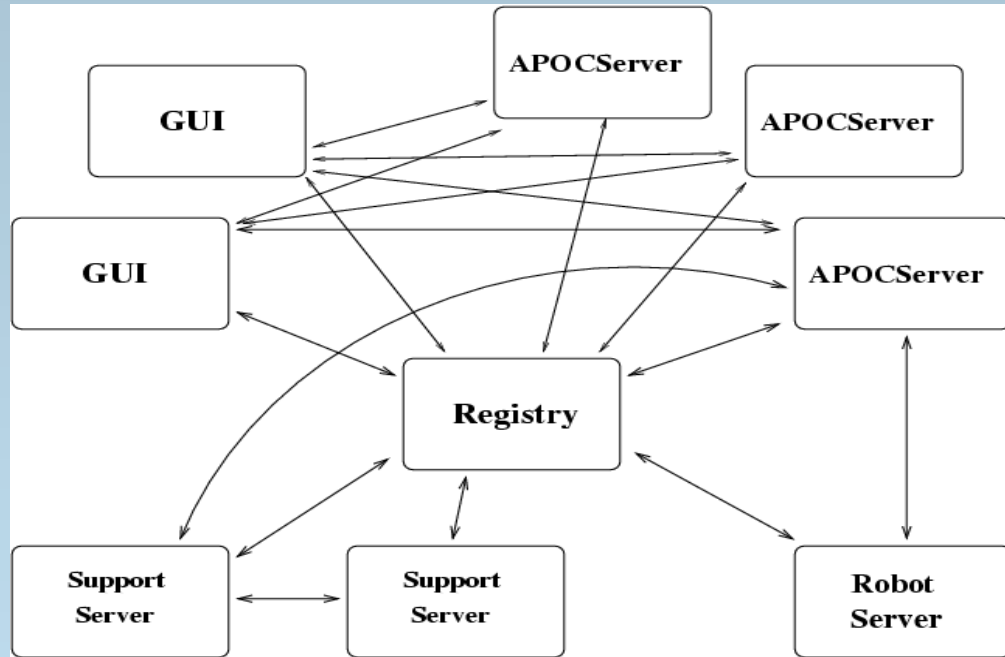 APOCServer
GUI
APOCServer
GUI
APOCServer
Registry
Support
Server
Support
Server
Robot
Server